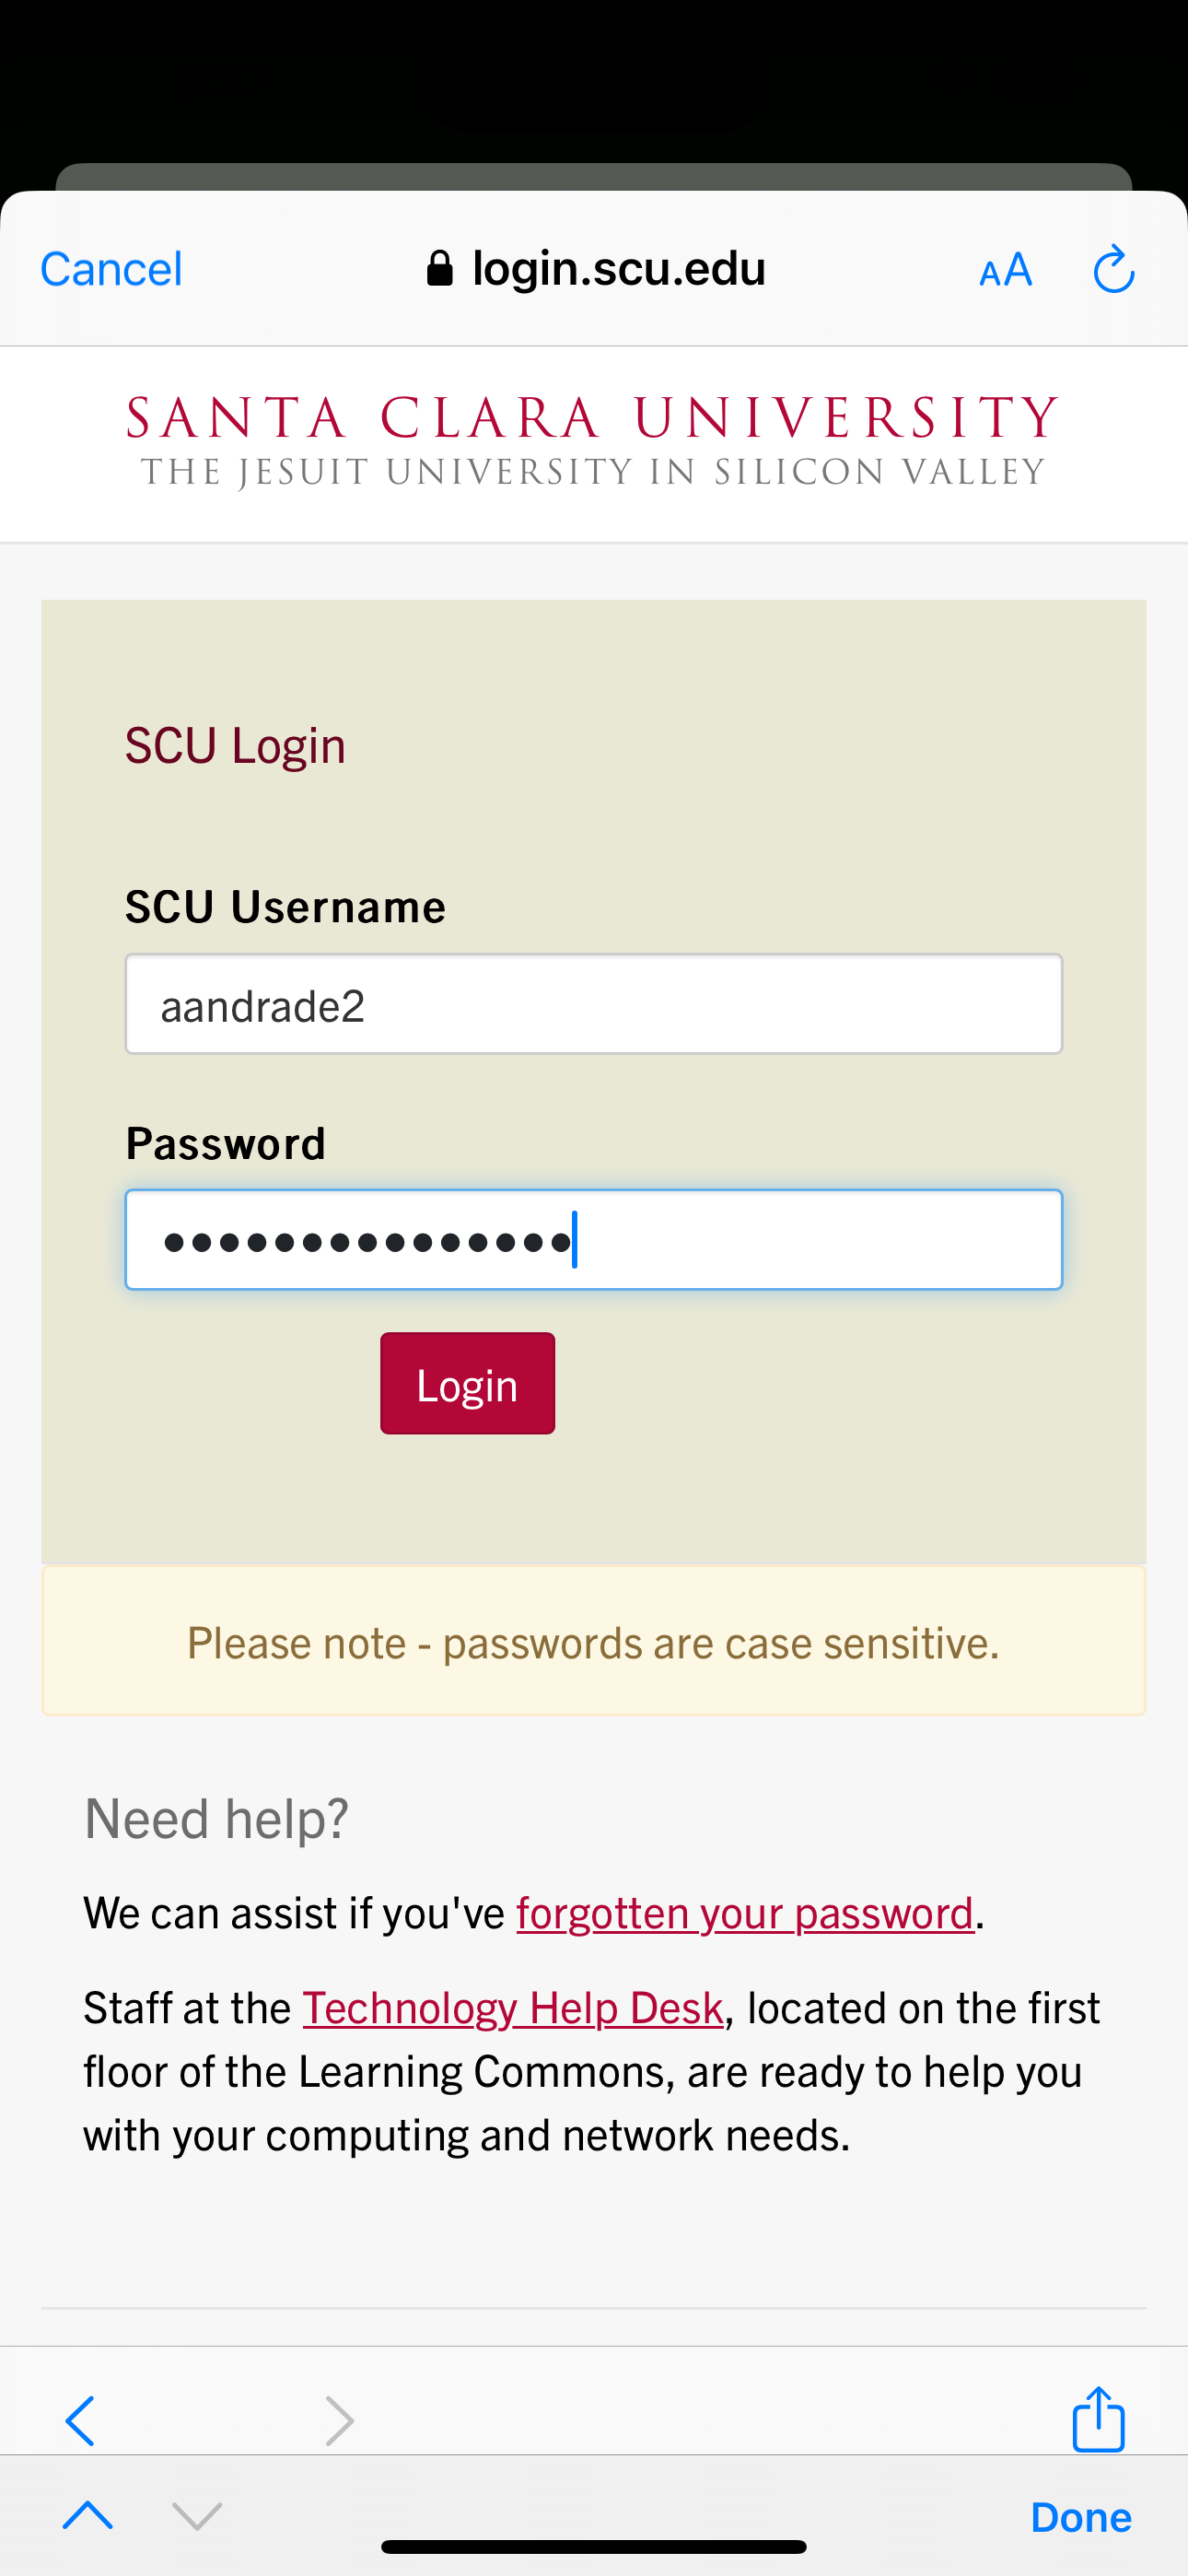 Cancel
login.scu.edu
AA
SANTA CLARA UNIVERSITY
THE JESUIT UNIVERSITY IN SILICON VALLEY
SCU Login
SCU Username
aandrade2
Password
•••••••••••••••
Login
Please note - passwords are case sensitive.
Need help?
We can assist if you've forgotten your password.
Staff at the Technology Help Desk, located on the first
floor of the Learning Commons, are ready to help you
with your computing and network needs.
Done